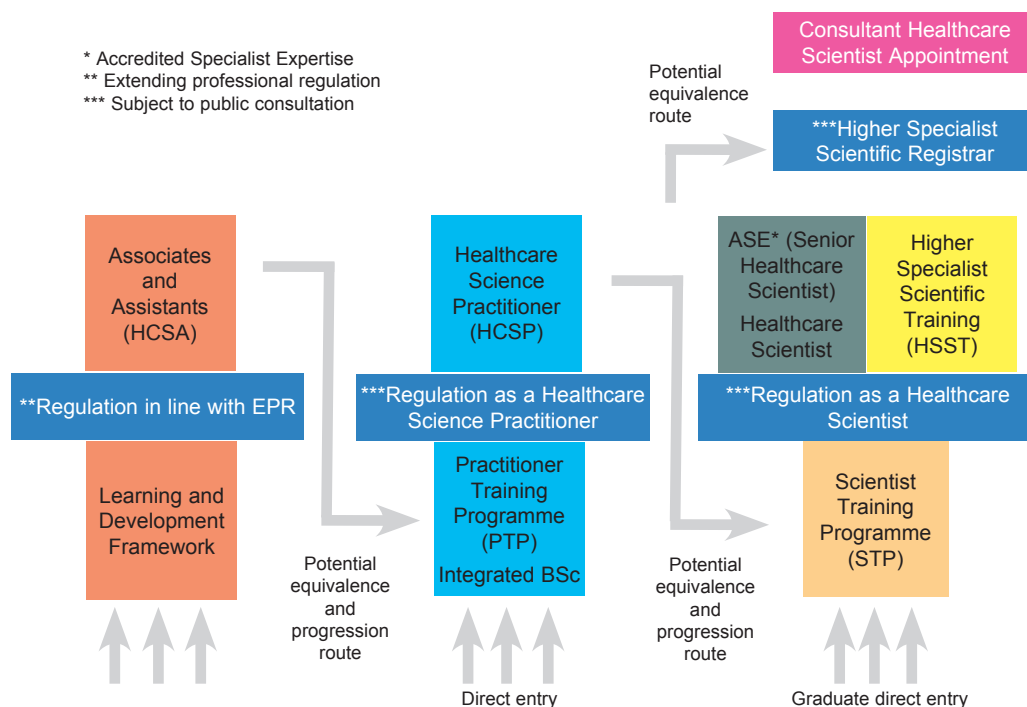 * Accredited Specialist Expertise
** Extending professional regulation
*** Subject to public consultation
Potential
equivalence
route
Consultant Healthcare
Scientist Appointment
***Higher Specialist
Scientific Registrar
Associates
and
Assistants
(HCSA)
**Regulation in line with EPR
Learning and
Development
Framework
Potential
equivalence
and
progression
route
Healthcare
Science
Practitioner
(HCSP)
***Regulation as a Healthcare
Science Practitioner
Practitioner
Training
Programme
(PTP)
Integrated BSc
Direct entry
Potential
equivalence
and
progression
route
ASE* (Senior
Healthcare
Scientist)
Healthcare
Scientist
Higher
Specialist
Scientific
Training
(HSST)
***Regulation as a Healthcare
Scientist
Scientist
Training
Programme
(STP)
Graduate direct entry